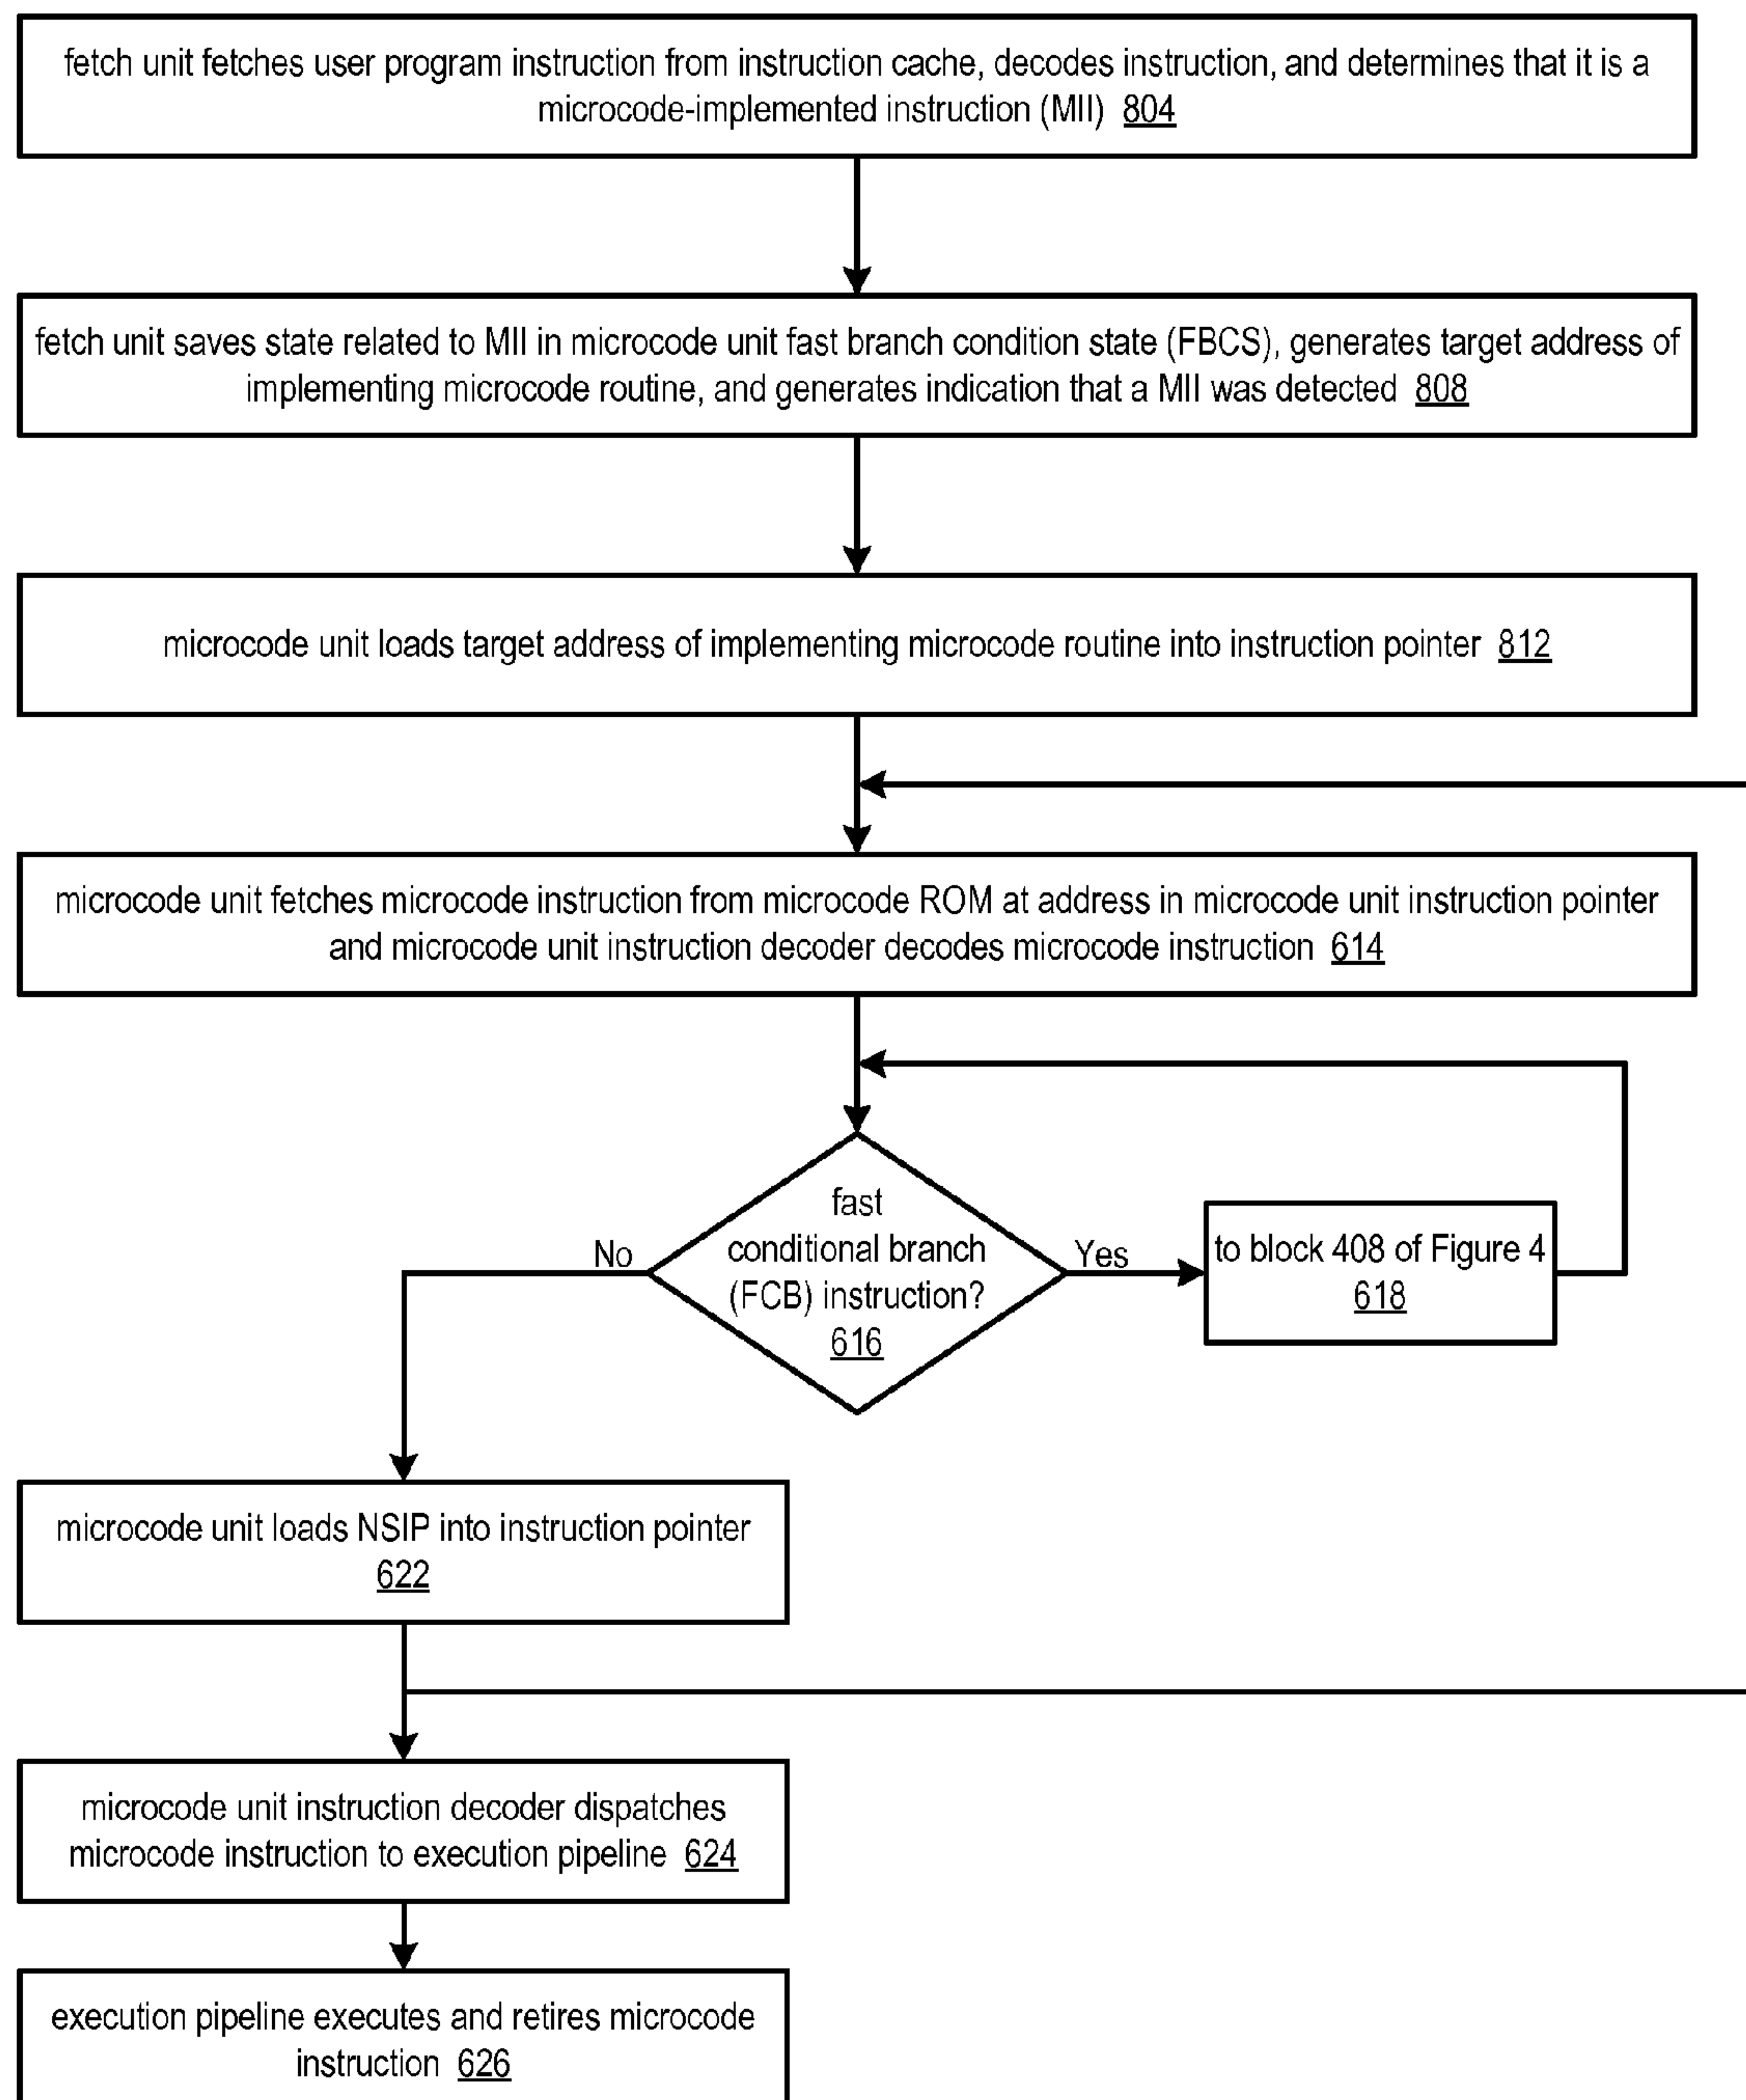 fetch unit fetches user program instruction from instruction cache, decodes instruction, and determines that it is a
microcode-implemented instruction (MII) 804
fetch unit saves state related to MII in microcode unit fast branch condition state (FBCS), generates target address of
implementing microcode routine, and generates indication that a MII was detected 808
microcode unit loads target address of implementing microcode routine into instruction pointer 812
microcode unit fetches microcode instruction from microcode ROM at address in microcode unit instruction pointer
and microcode unit instruction decoder decodes microcode instruction 614
fast
conditional branch
(FCB) instruction?
616
No
Yes
to block 408 of Figure 4
618
microcode unit loads NSIP into instruction pointer
622
microcode unit instruction decoder dispatches
microcode instruction to execution pipeline 624
execution pipeline executes and retires microcode
instruction 626